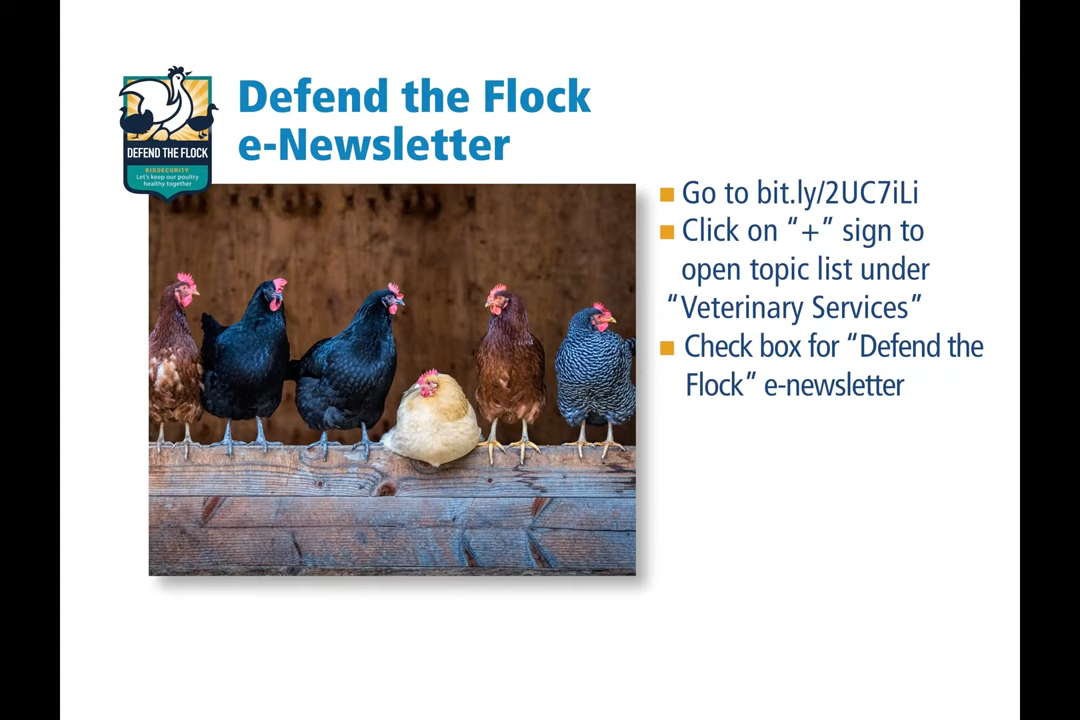 Defend the Flock
e-Newsletter
DEFEND THE FLOCK
BIOSECURITY
Let's keep our poultry
healthy together
Go to bit.ly/2UC7iLi
Click on “+” sign to
open topic list under
“Veterinary Services”
Check box for “Defend the
Flock” e-newsletter